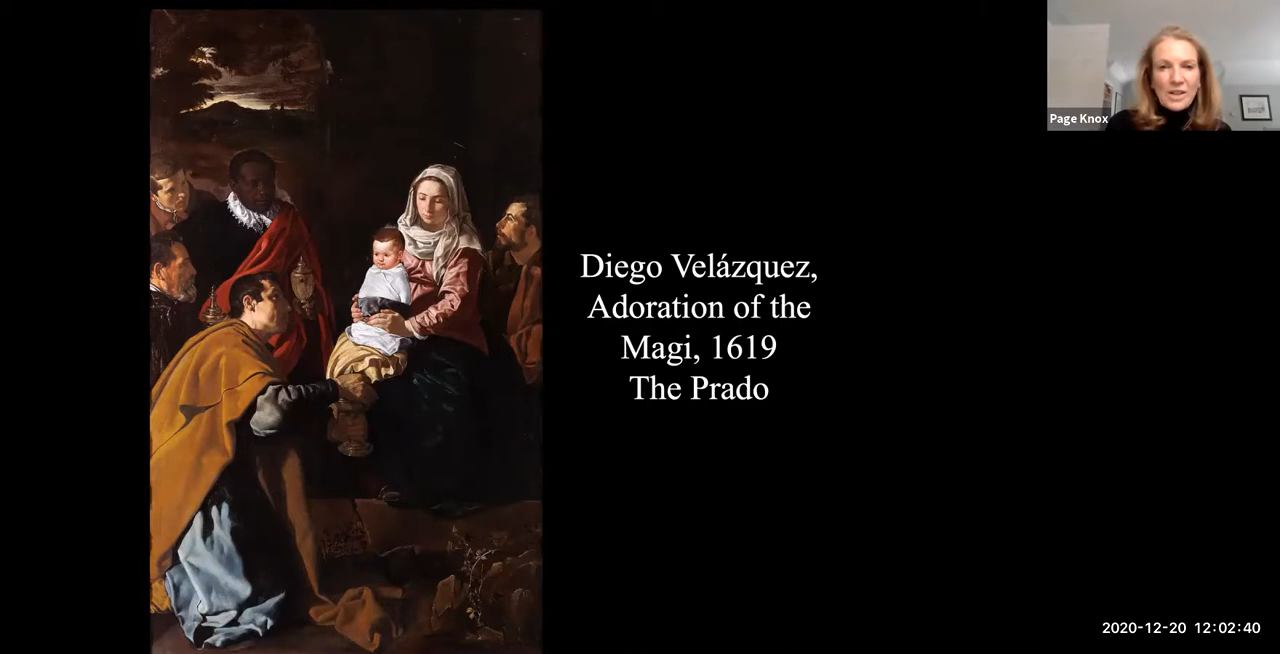 Page Knox
Diego Velázquez,
Adoration of the
Magi, 1619
The Prado
2020-12-20 12:02:40